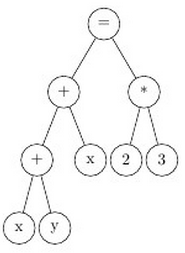 =
+ *
+ x 2 3
x y